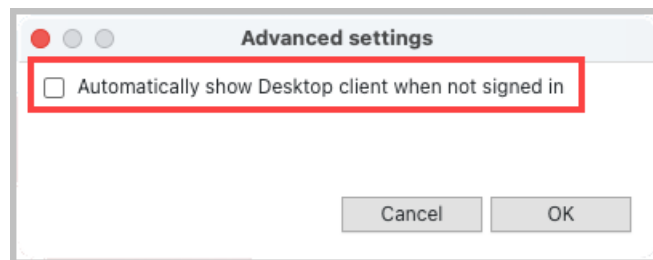 Advanced settings
Automatically show Desktop client when not signed in
Cancel OK